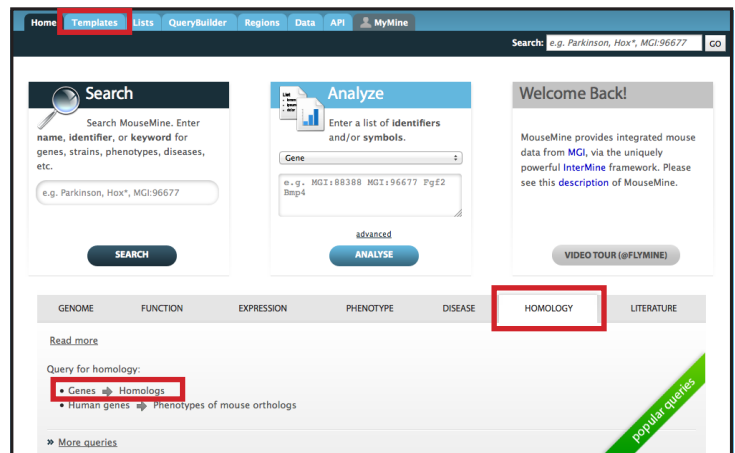 Home Templates Lists QueryBuilder Regions Data API MyMine
Search: e.g. Parkinson, Hox*, MGI:96677 GO
Search
Search MouseMine. Enter
name, identifier, or keyword for
genes, strains, phenotypes, diseases,
etc.
e.g. Parkinson, Hox*, MGI:96677
SEARCH
Analyze
Enter a list of identifiers
and/or symbols.
Gene
e.g. MGI:88388 MGI:96677 Fgf2
Bmp4
advanced
ANALYSE
Welcome Back!
MouseMine provides integrated mouse
data from MGI, via the uniquely
powerful InterMine framework. Please
see this description of MouseMine.
VIDEO TOUR (@FLYMINE)
GENOME FUNCTION EXPRESSION PHENOTYPE DISEASE HOMOLOGY LITERATURE
Read more
Query for homology:
• Genes ➡ Homologs
• Human genes ➡ Phenotypes of mouse orthologs
» More queries
popular queries